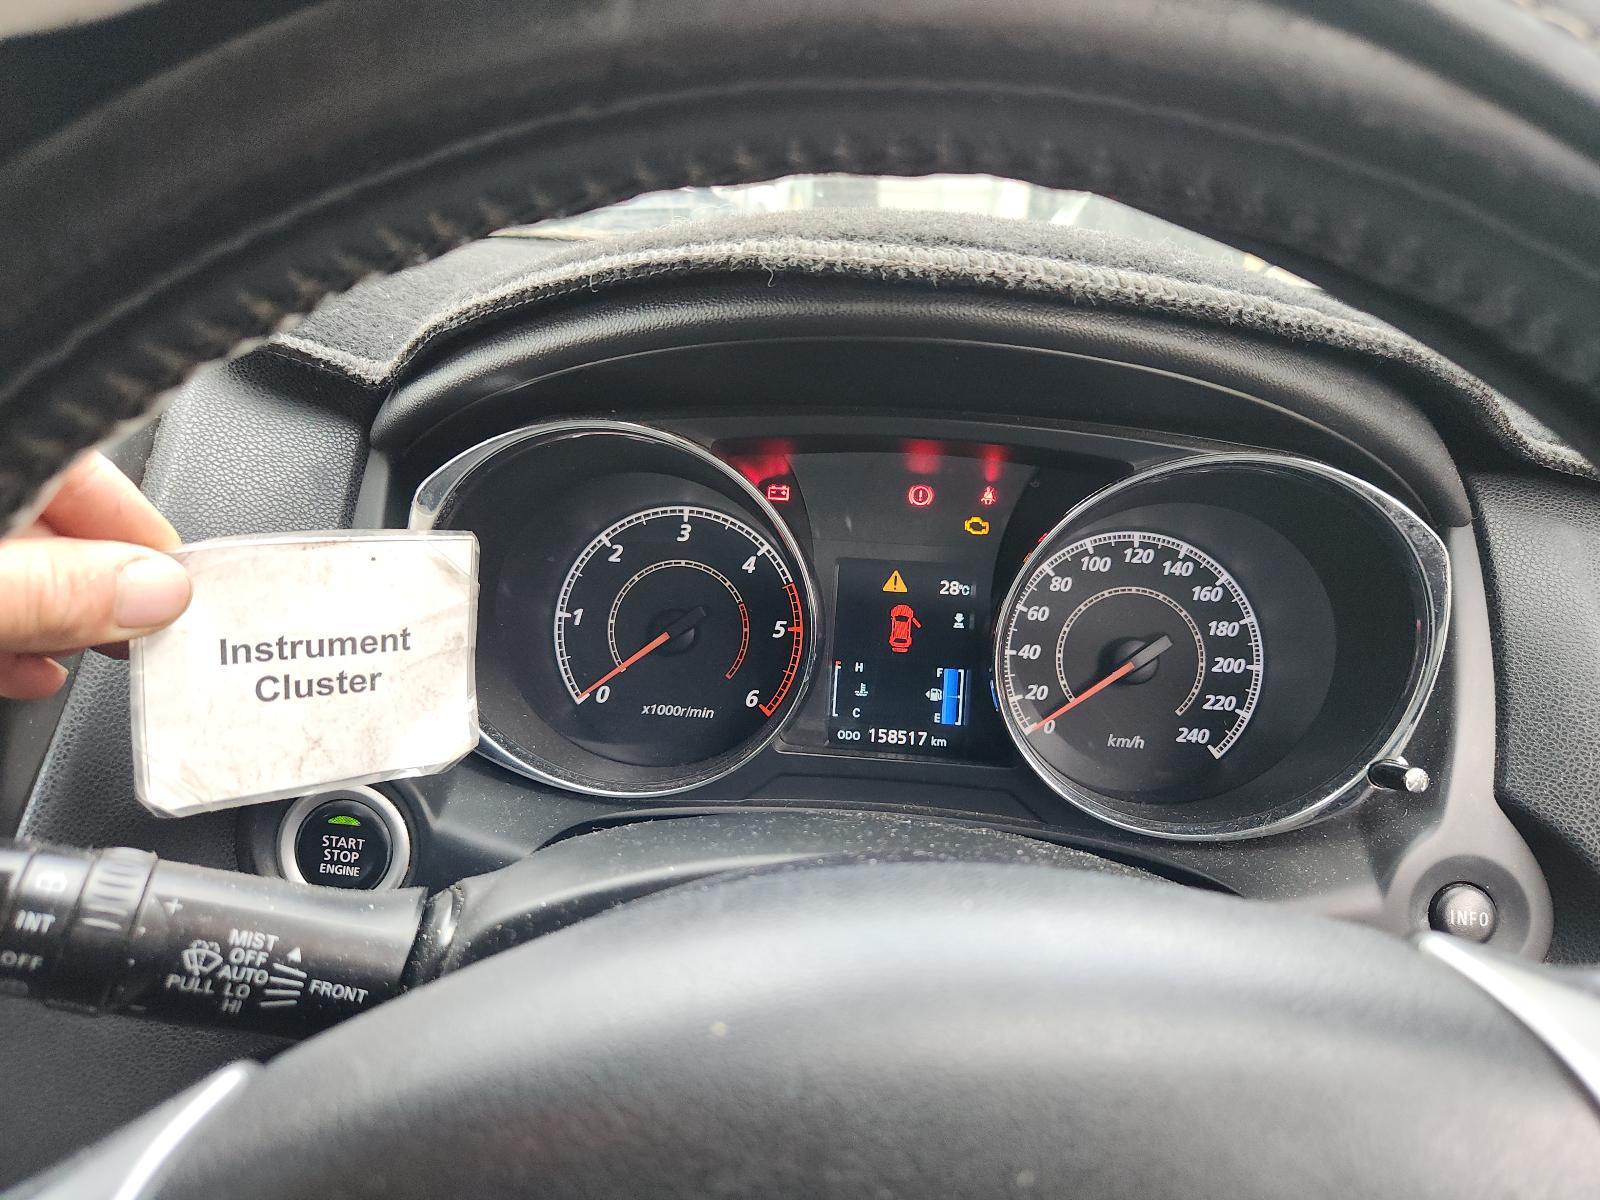 Instrument
Cluster
0
1
2
3
4
5
6
x1000r/min
28°C
H
C
F
E
ODO 158517 km
0
20
40
60
80
100
120
140
160
180
200
220
240
km/h
START
STOP
ENGINE
INT
OFF
MIST
OFF
AUTO
PULL LO
HI
FRONT
INFO